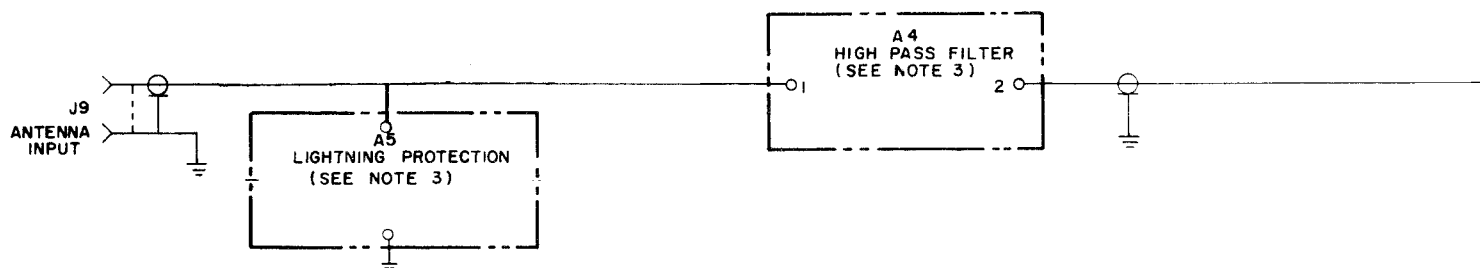 J9
ANTENNA
INPUT
A5
LIGHTNING PROTECTION
(SEE NOTE 3)
A4
HIGH PASS FILTER
(SEE NOTE 3)
1
2